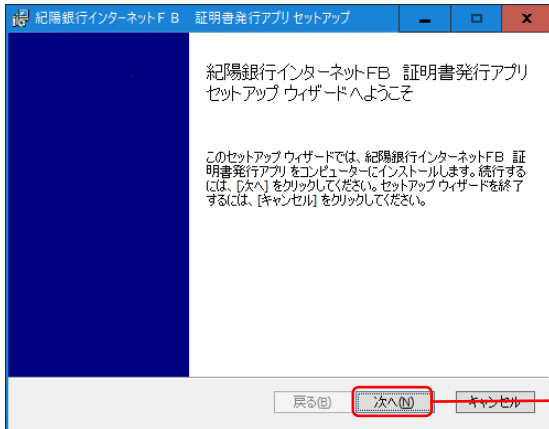 紀陽銀行インターネットＦＢ　証明書発行アプリ セットアップ
紀陽銀行インターネットＦＢ　証明書発行アプリ
セットアップ ウィザードへようこそ
このセットアップ ウィザードでは、紀陽銀行インターネットＦＢ　証
明書発行アプリ をコンピューターにインストールします。続行する
には、[次へ] をクリックしてください。セットアップ ウィザードを終了
するには、[キャンセル] をクリックしてください。
戻る(B) 次へ(N) キャンセル